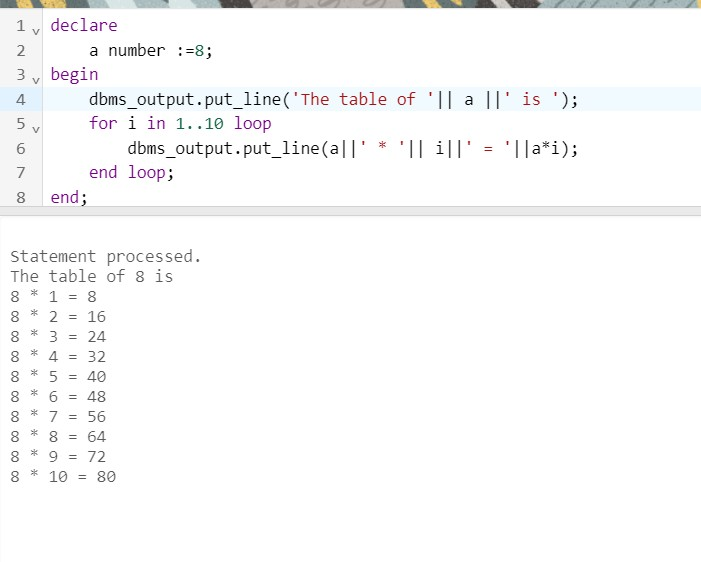 1 declare
2 a number :=8;
3 begin
4 dbms_output.put_line('The table of '|| a ||' is ');
5 for i in 1..10 loop
6 dbms_output.put_line(a||' * '|| i||' = '||a*i);
7 end loop;
8 end;
Statement processed.
The table of 8 is
8 * 1 = 8
8 * 2 = 16
8 * 3 = 24
8 * 4 = 32
8 * 5 = 40
8 * 6 = 48
8 * 7 = 56
8 * 8 = 64
8 * 9 = 72
8 * 10 = 80